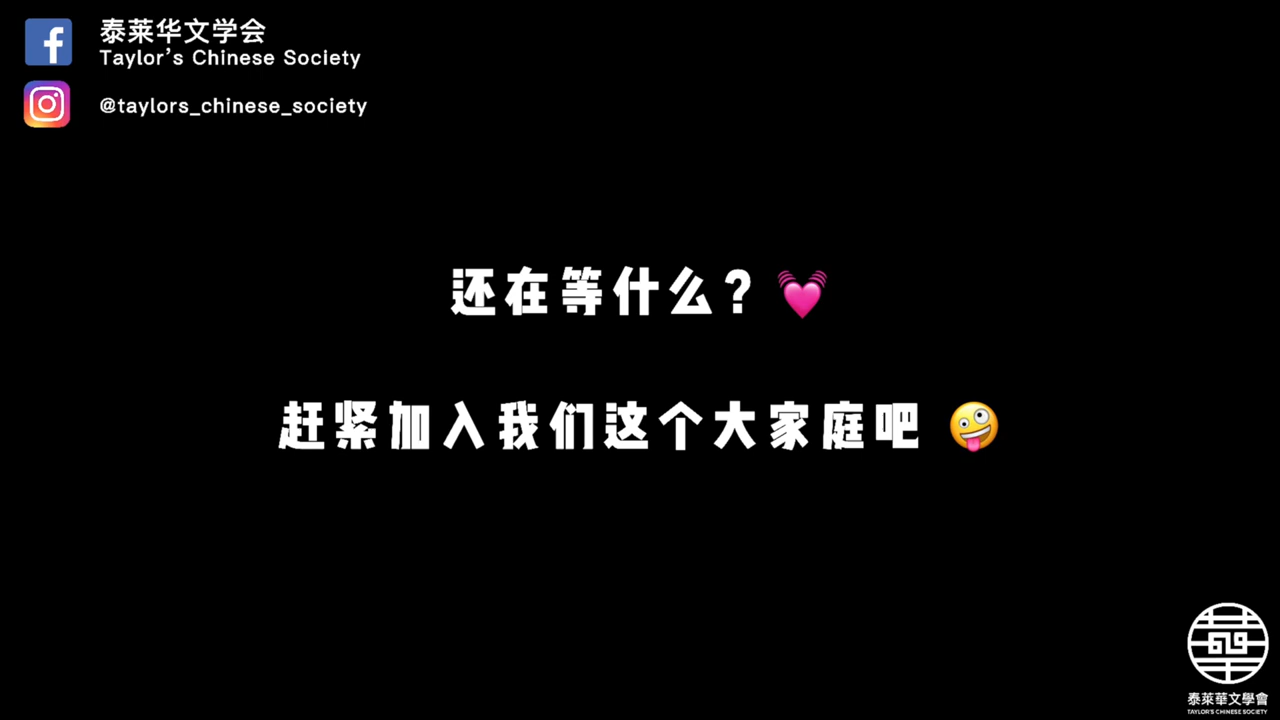 泰莱华文学会
Taylor's Chinese Society
@taylors_chinese_society
还在等什么？💓
赶紧加入我们这个大家庭吧 🤪
泰萊華文學會
TAYLOR'S CHINESE SOCIETY